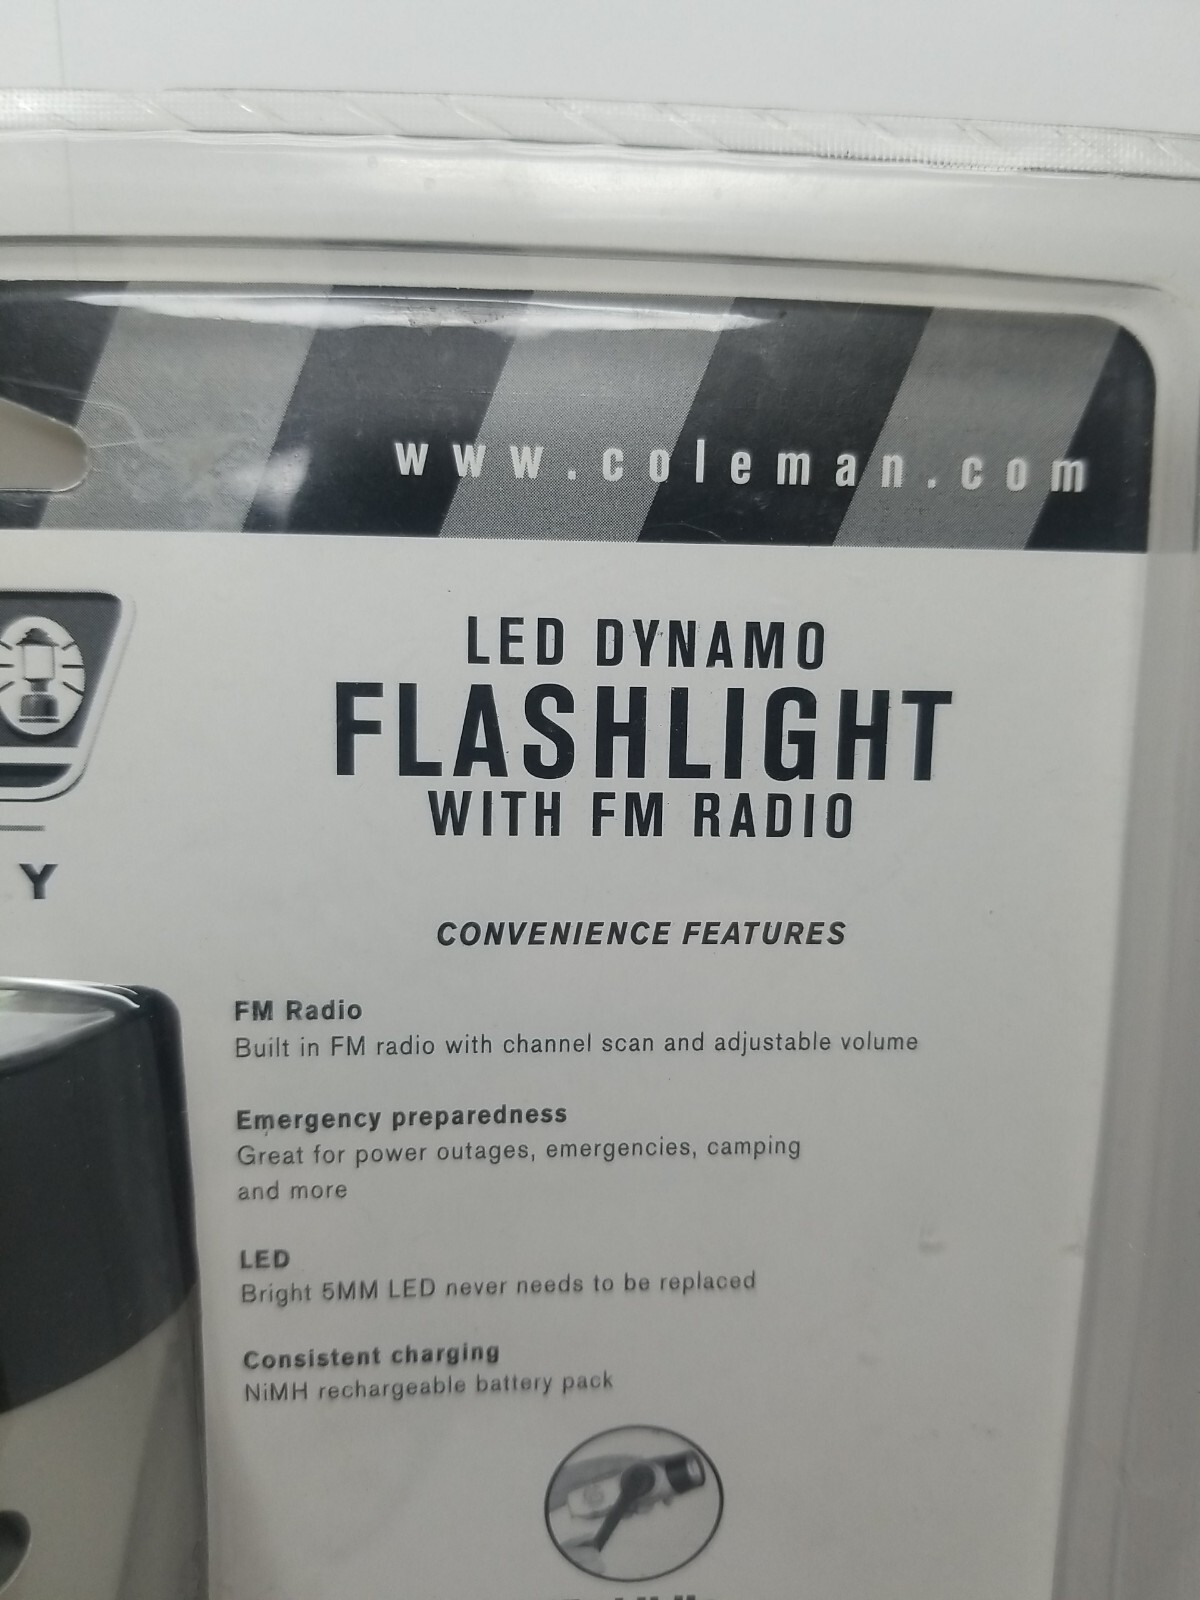 www.coleman.com
LED DYNAMO
FLASHLIGHT
WITH FM RADIO
Y
CONVENIENCE FEATURES
FM Radio
Built in FM radio with channel scan and adjustable volume
Emergency preparedness
Great for power outages, emergencies, camping
and more
LED
Bright 5MM LED never needs to be replaced
Consistent charging
NiMH rechargeable battery pack